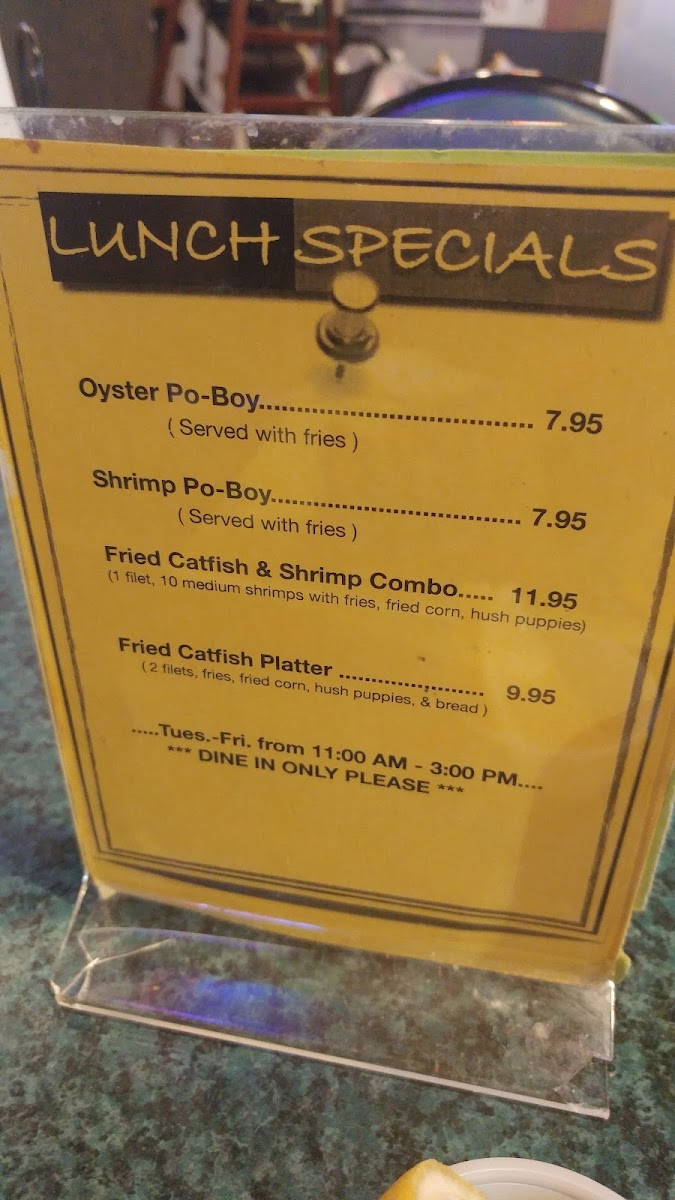 LUNCH SPECIALS
Oyster Po-Boy.................................... 7.95
( Served with fries )
Shrimp Po-Boy................................. 7.95
( Served with fries )
Fried Catfish & Shrimp Combo..... 11.95
(1 filet, 10 medium shrimps with fries, fried corn, hush puppies)
Fried Catfish Platter ...................... 9.95
( 2 filets, fries, fried corn, hush puppies, & bread )
.....Tues.-Fri. from 11:00 AM - 3:00 PM....
*** DINE IN ONLY PLEASE ***